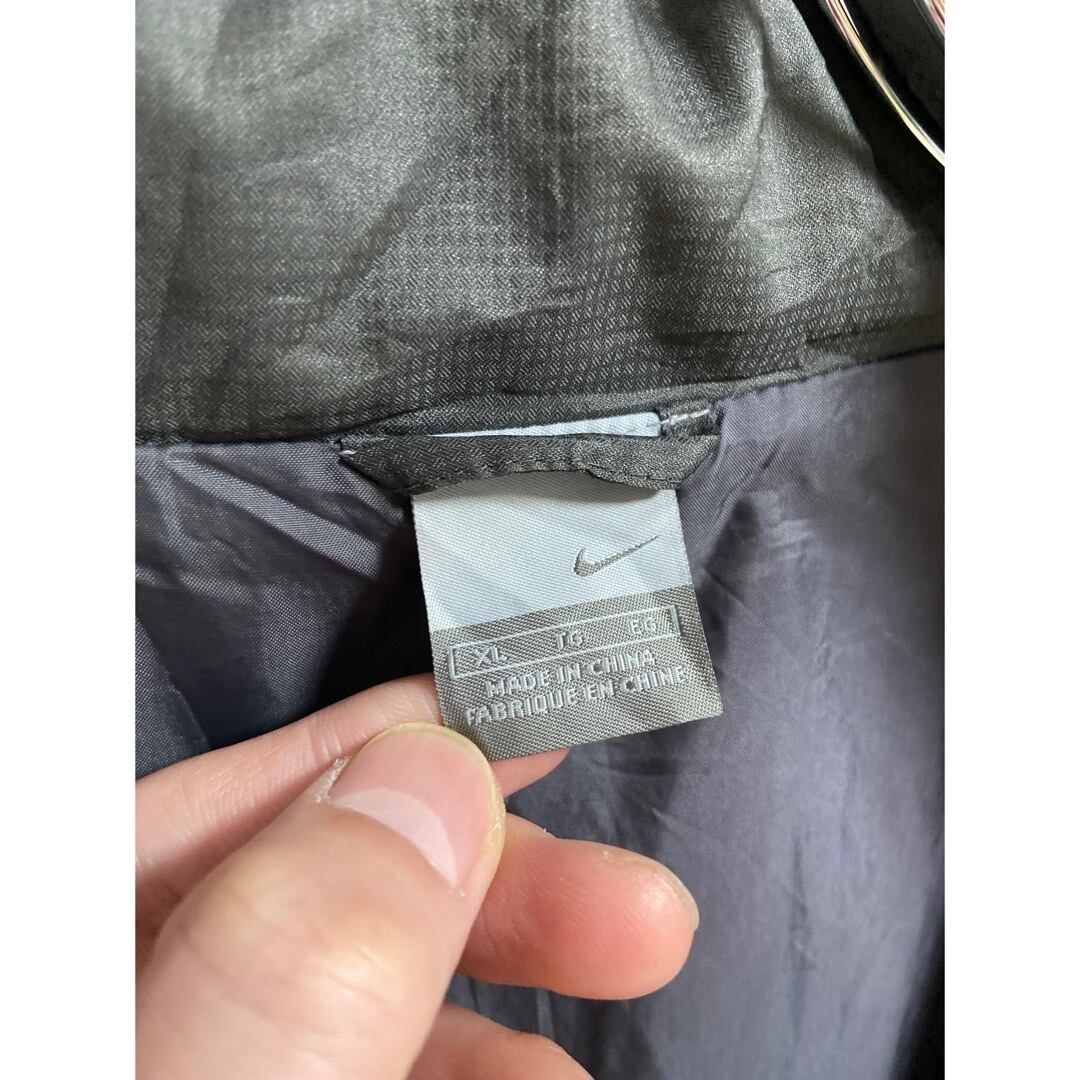 XL TG EG
MADE IN CHINA
FABRIQUE EN CHINE